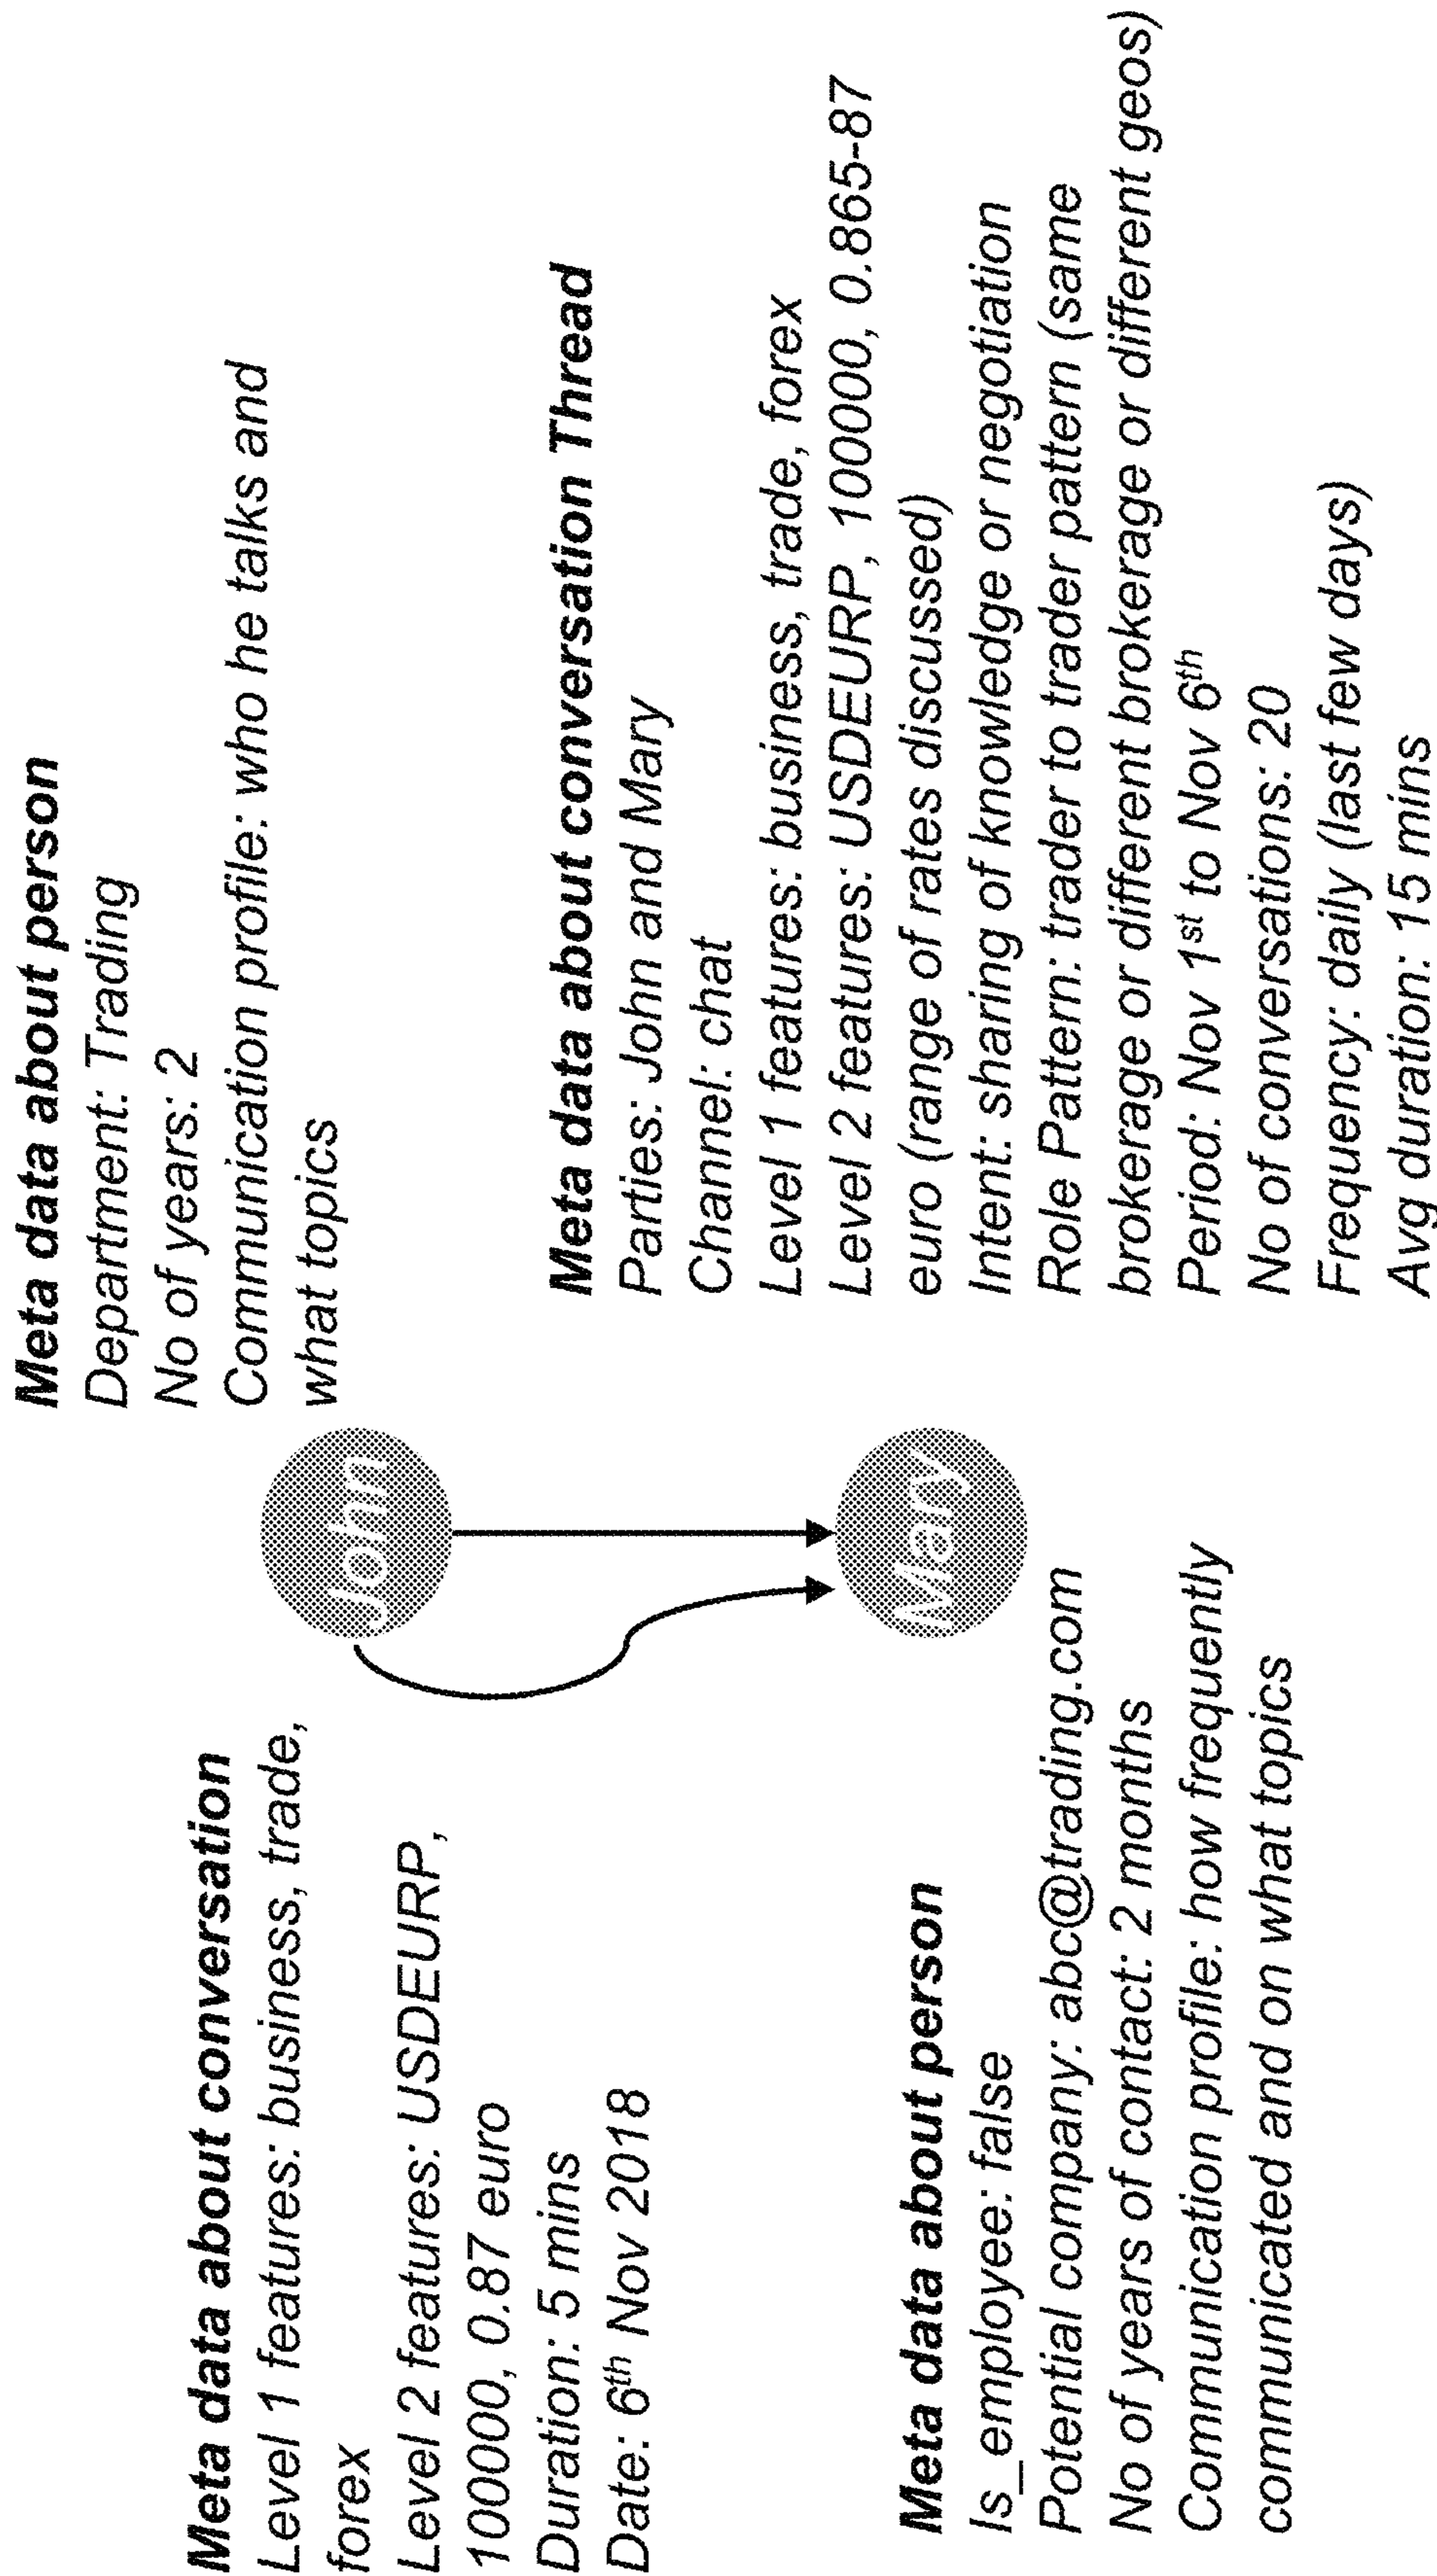 Meta data about person
Department: Trading
No of years: 2
Communication profile: who he talks and
what topics
Meta data about conversation
Level 1 features: business, trade,
forex
Level 2 features: USDEURP,
100000, 0.87 euro
Duration: 5 mins
Date: 6th Nov 2018
John
Meta data about conversation Thread
Parties: John and Mary
Channel: chat
Level 1 features: business, trade, forex
Level 2 features: USDEURP, 100000, 0.865-87
euro (range of rates discussed)
Intent: sharing of knowledge or negotiation
Role Pattern: trader to trader pattern (same
brokerage or different brokerage or different geos)
Period: Nov 1st to Nov 6th
No of conversations: 20
Frequency: daily (last few days)
Avg duration: 15 mins
Mary
Meta data about person
Is_employee: false
Potential company: abc@trading.com
No of years of contact: 2 months
Communication profile: how frequently
communicated and on what topics